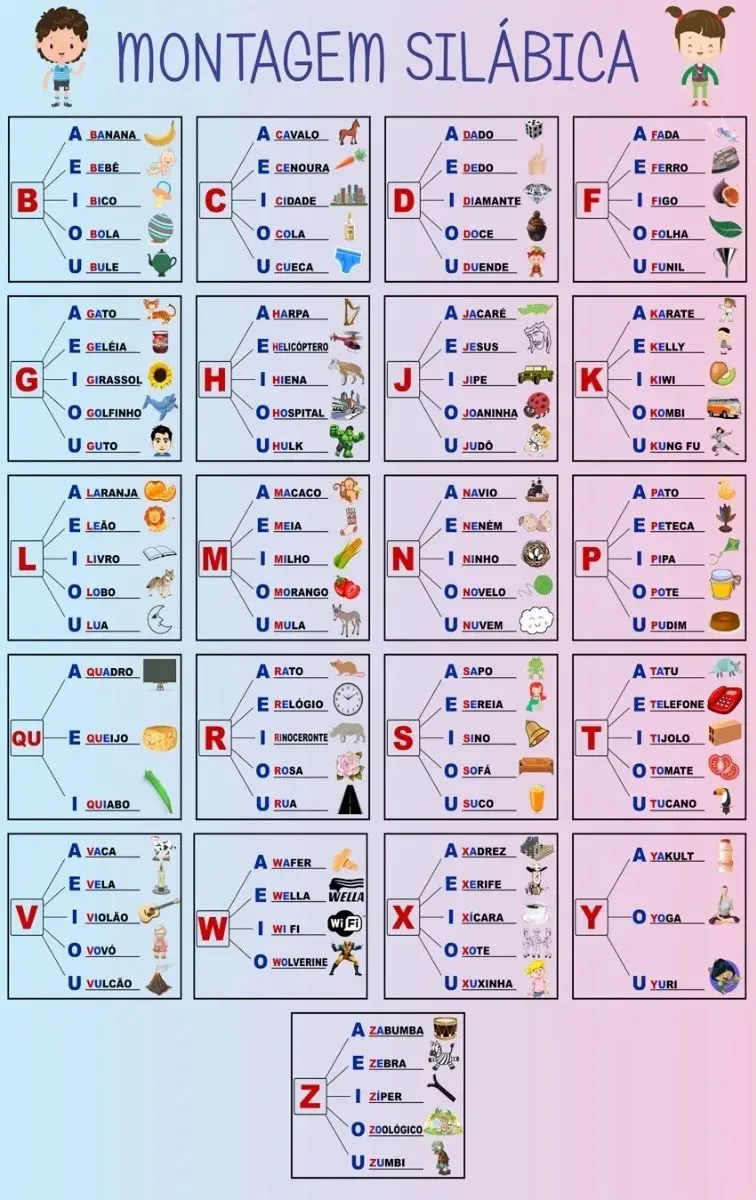 MONTAGEM SILÁBICA
B
A BANANA
E BEBÊ
I BICO
O BOLA
U BULE
C
A CAVALO
E CENOURA
I CIDADE
O COLA
U CUECA
D
A DADO
E DEDO
I DIAMANTE
O DOCE
U DUENDE
F
A FADA
E FERRO
I FIGO
O FOLHA
U FUNIL
G
A GATO
E GELÉIA
I GIRASSOL
O GOLFINHO
U GUTO
H
A HARPA
E HELICÓPTERO
I HIENA
O HOSPITAL
U HULK
J
A JACARÉ
E JESUS
I JIPE
O JOANINHA
U JUDÔ
K
A KARATE
E KELLY
I KIWI
O KOMBI
U KUNG FU
L
A LARANJA
E LEÃO
I LIVRO
O LOBO
U LUA
M
A MACACO
E MEIA
I MILHO
O MORANGO
U MULA
N
A NAVIO
E NENÉM
I NINHO
O NOVELO
U NUVEM
P
A PATO
E PETECA
I PIPA
O POTE
U PUDIM
QU
A QUADRO
E QUEIJO
I QUIABO
R
A RATO
E RELÓGIO
I RINOCERONTE
O ROSA
U RUA
S
A SAPO
E SEREIA
I SINO
O SOFÁ
U SUCO
T
A TATU
E TELEFONE
I TIJOLO
O TOMATE
U TUCANO
V
A VACA
E VELA
I VIOLÃO
O VOVÓ
U VULCÃO
W
A WAFER
E WELLA WELLA
I WI FI Wi Fi
O WOLVERINE
X
A XADREZ
E XERIFE
I XÍCARA
O XOTE
U XUXINHA
Y
A YAKULT
O YOGA
U YURI
Z
A ZABUMBA
E ZEBRA
I ZÍPER
O ZOOLÓGICO
U ZUMBI